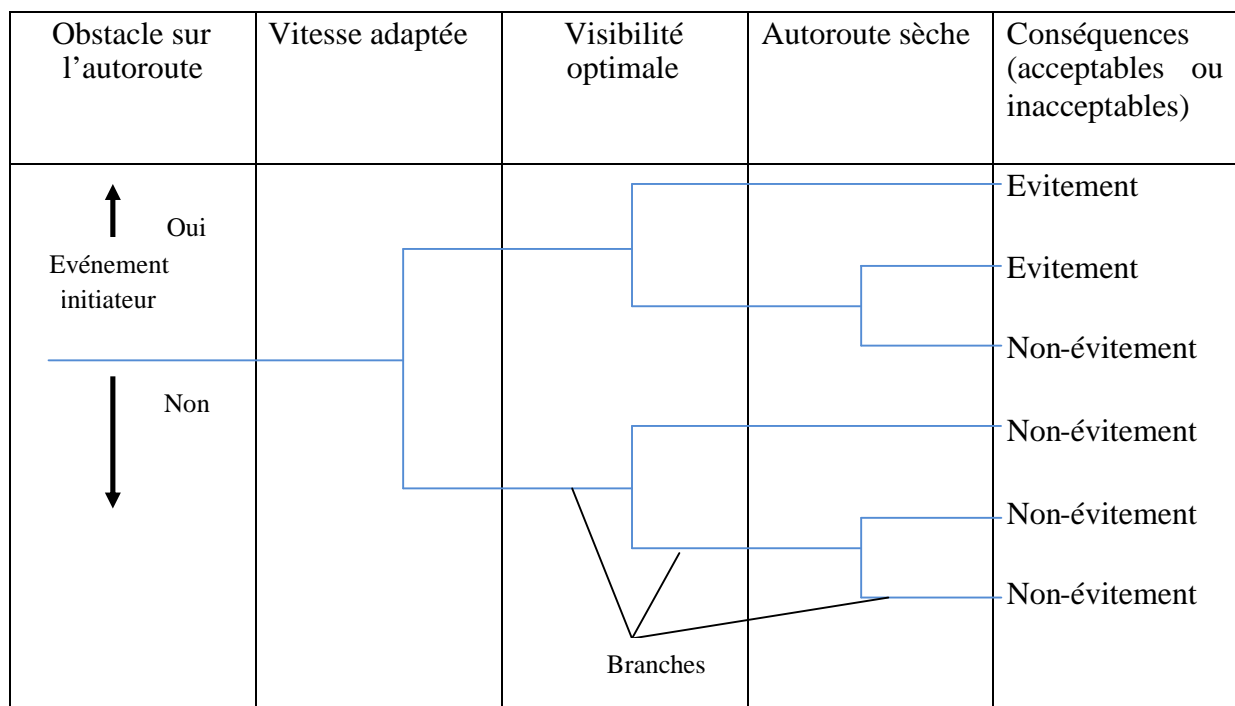 Obstacle sur
l’autoroute
Vitesse adaptée
Visibilité
optimale
Autoroute sèche
Conséquences
(acceptables ou
inacceptables)
Oui
Evénement
initiateur
Non
Evitement
Evitement
Non-évitement
Non-évitement
Non-évitement
Non-évitement
Branches